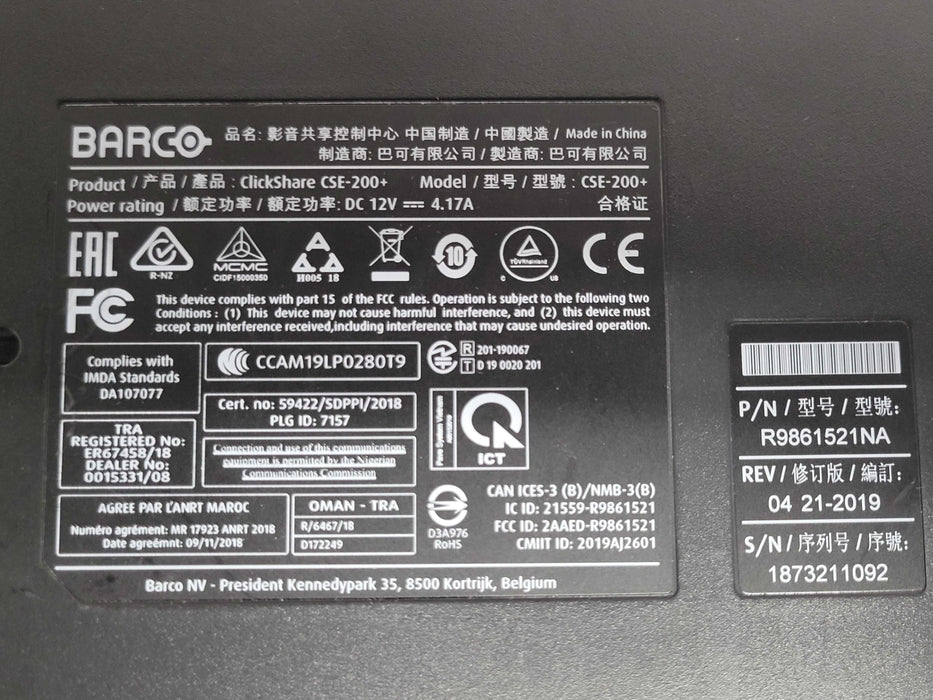 BARCO
品名: 影音共享控制中心 中国制造 / 中國製造 / Made in China
制造商: 巴可有限公司 / 製造商: 巴可有限公司
Product / 产品 / 產品 : ClickShare CSE-200+ Model / 型号 / 型號 : CSE-200+
Power rating / 额定功率 / 額定功率: DC 12V ⎓ 4.17A 合格证
EAC
R-NZ
MCMC
CIDF15000350
H005 18
10
TÜVRheinland
C US
CE
FC
This device complies with part 15 of the FCC rules. Operation is subject to the following two
Conditions : (1) This device may not cause harmful interference, and (2) this device must
accept any interference received,including interference that may cause undesired operation.
Complies with
IMDA Standards
DA107077
CCAM19LP0280T9
R 201-190067
T D 19 0020 201
Cert. no: 59422/SDPPI/2018
PLG ID: 7157
TRA
REGISTERED No:
ER67458/18
DEALER No:
0015331/08
Connection and use of this communications
equipment is permitted by the Nigerian
Communications Commission
ICT
AGREE PAR L'ANRT MAROC
Numéro agrément: MR 17923 ANRT 2018
Date agreémnt: 09/11/2018
OMAN - TRA
R/6467/18
D172249
D3A976
RoHS
CAN ICES-3 (B)/NMB-3(B)
IC ID: 21559-R9861521
FCC ID: 2AAED-R9861521
CMIIT ID: 2019AJ2601
Barco NV - President Kennedypark 35, 8500 Kortrijk, Belgium
P/N / 型号 / 型號:
R9861521NA
REV / 修订版 / 編訂:
04 21-2019
S/N / 序列号 / 序號:
1873211092